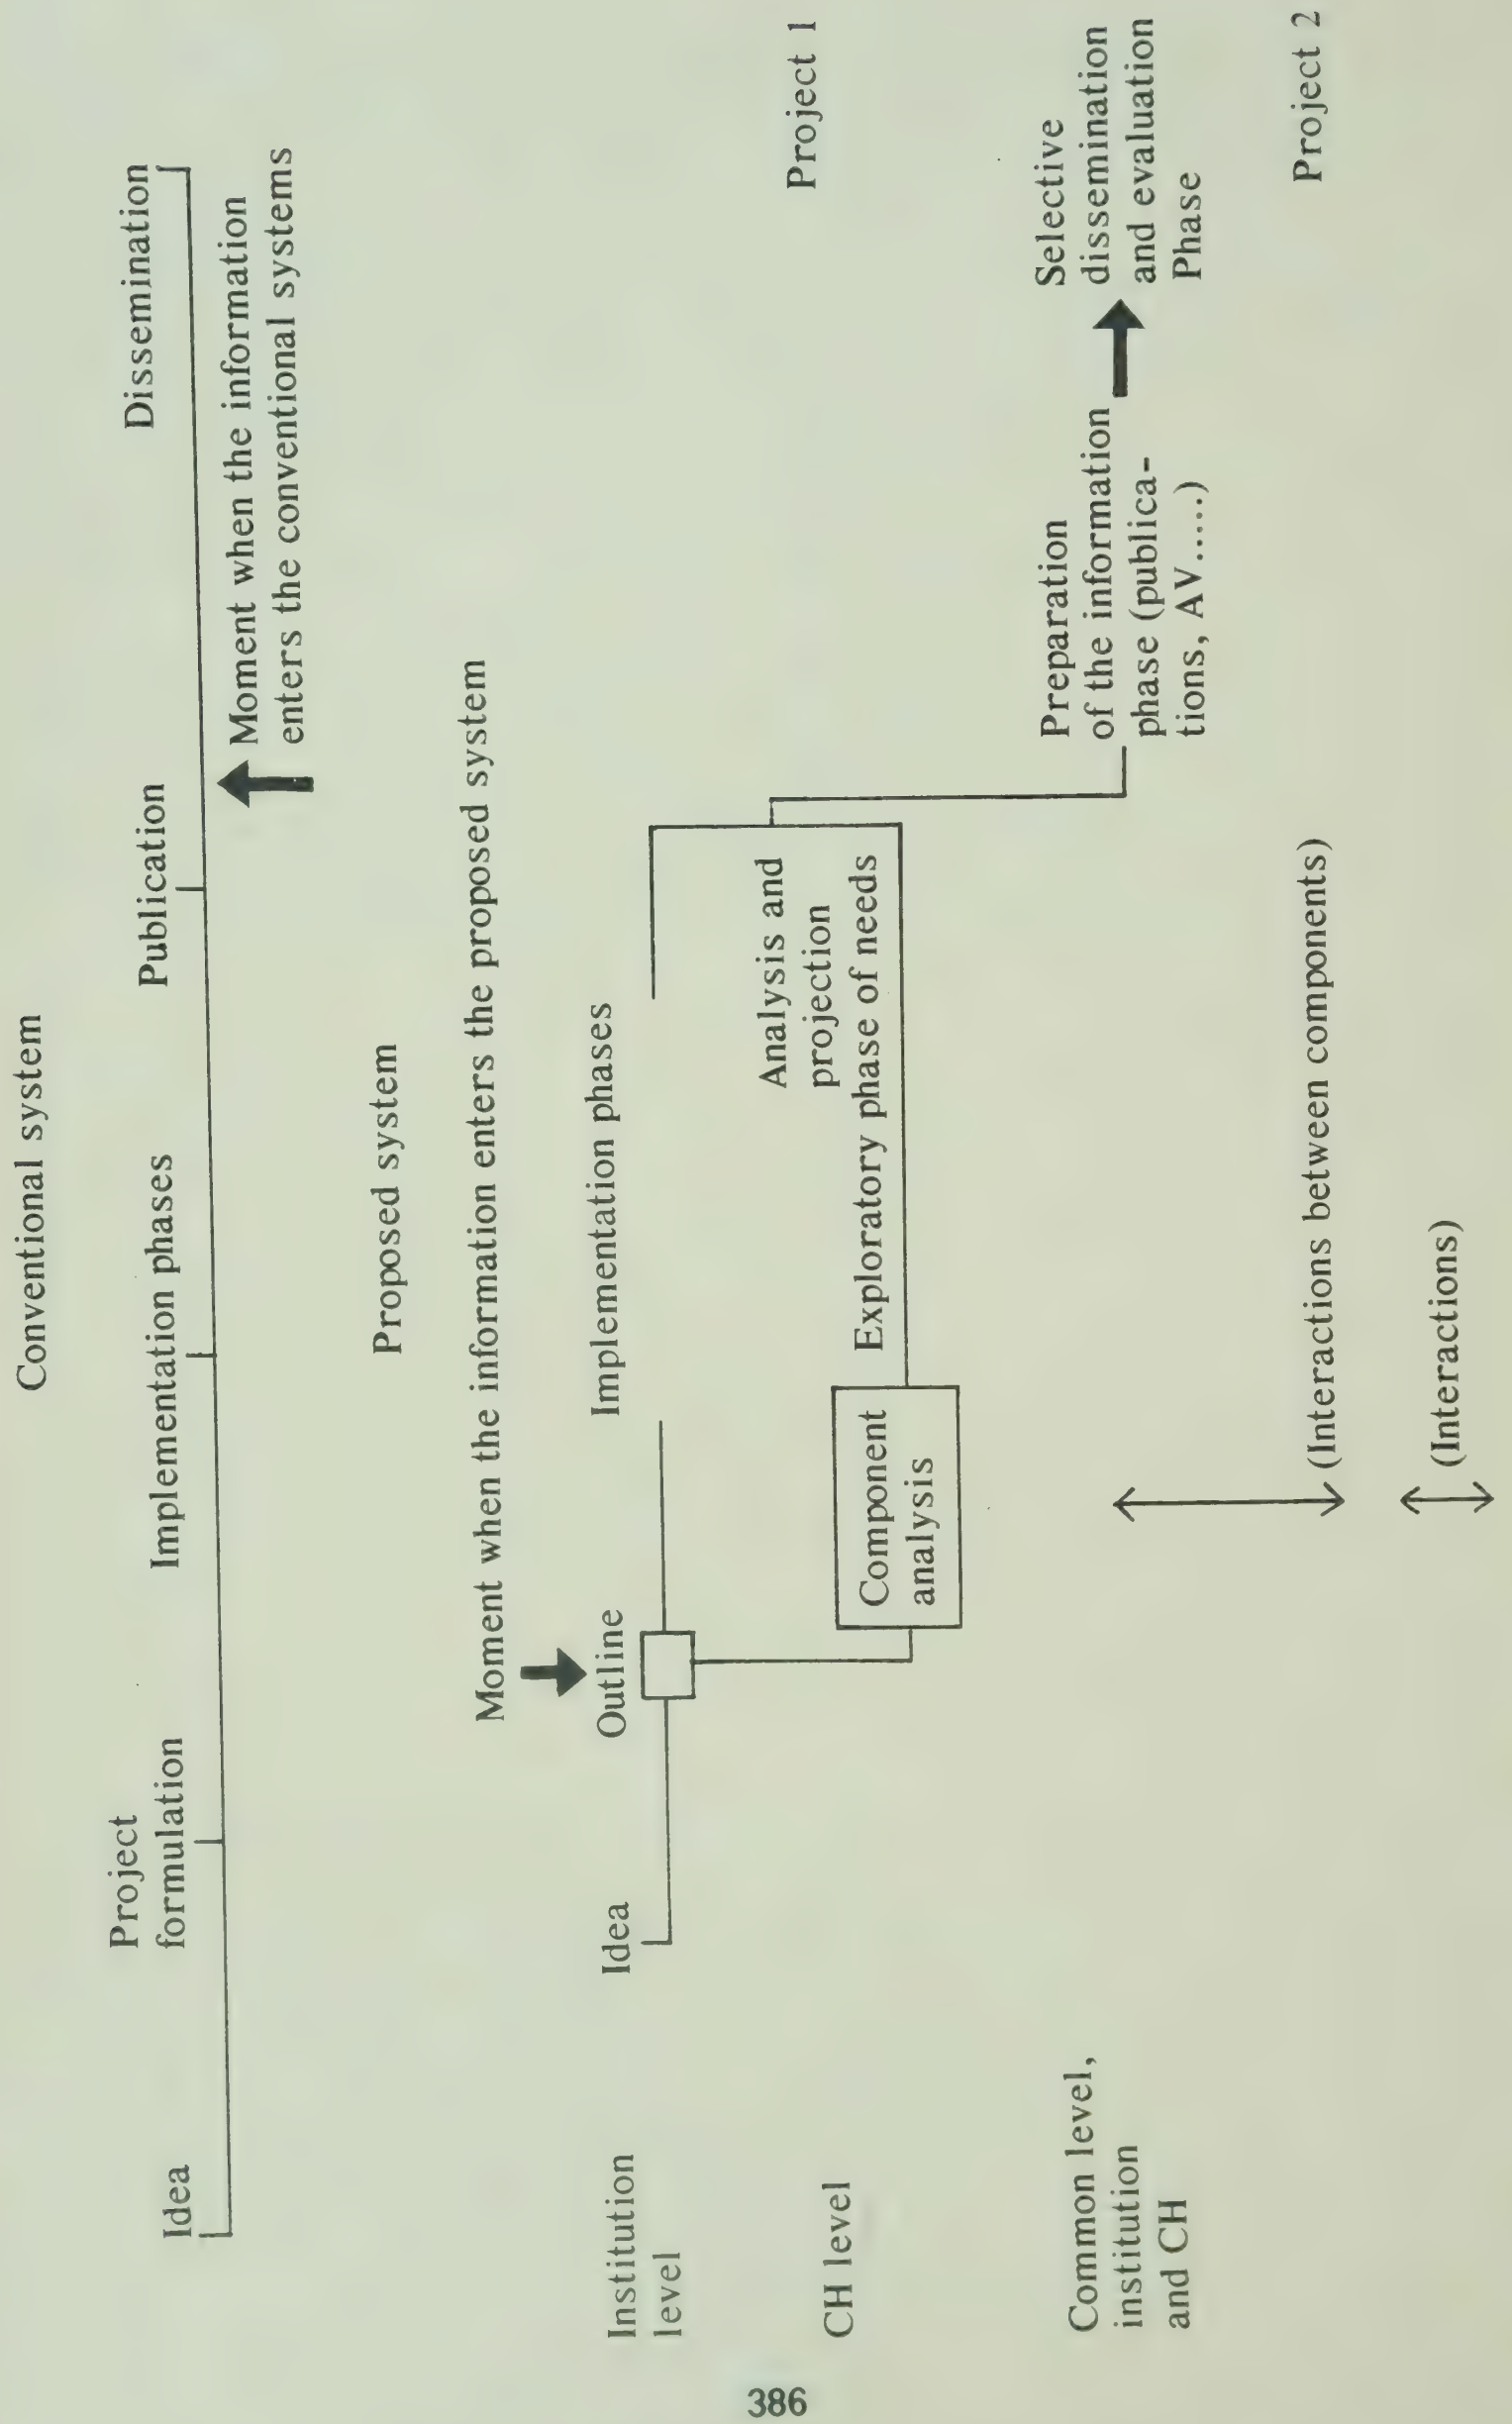 Conventional system
Idea
Project
formulation
Implementation phases
Publication
Dissemination
Moment when the information
enters the conventional systems
Proposed system
Moment when the information enters the proposed system
Institution
level
Idea
Outline
Implementation phases
CH level
Component
analysis
Analysis and
projection
Exploratory phase of needs
Project 1
Common level,
institution
and CH
Preparation
of the information
phase (publica-
tions, AV.....)
Selective
dissemination
and evaluation
Phase
(Interactions between components)
Project 2
(Interactions)
386